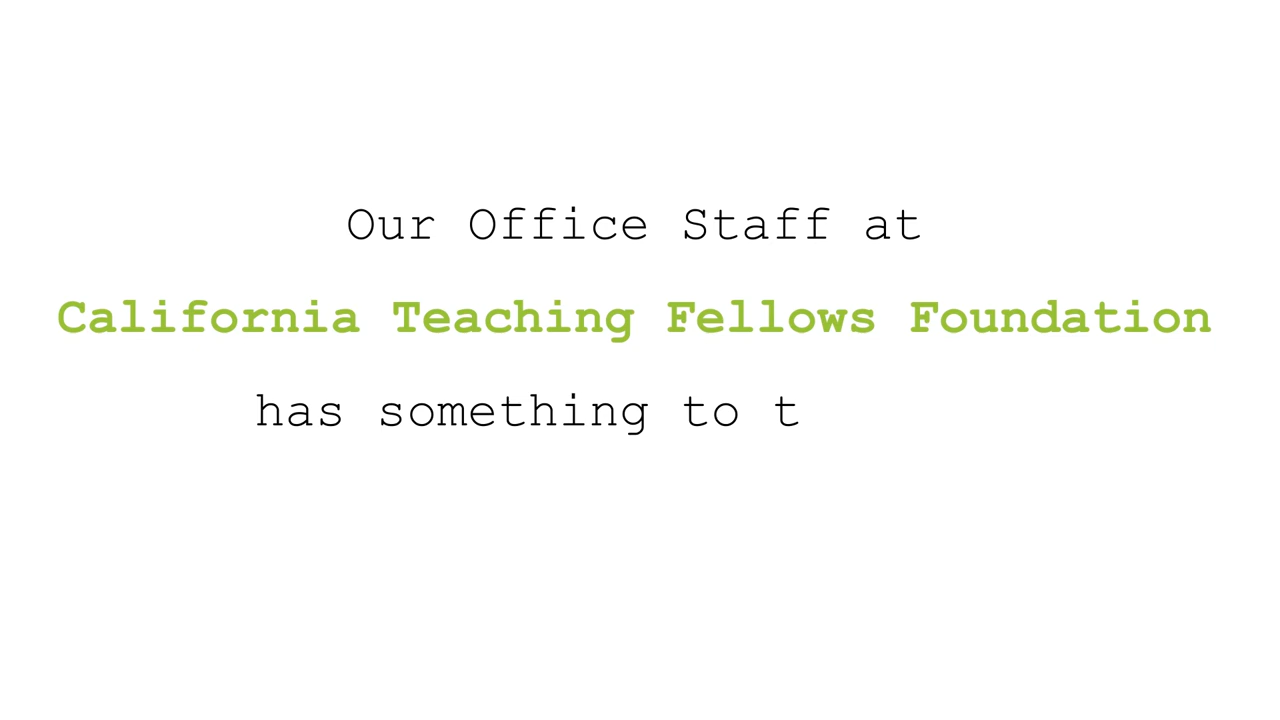 Our Office Staff at
California Teaching Fellows Foundation
has something to t